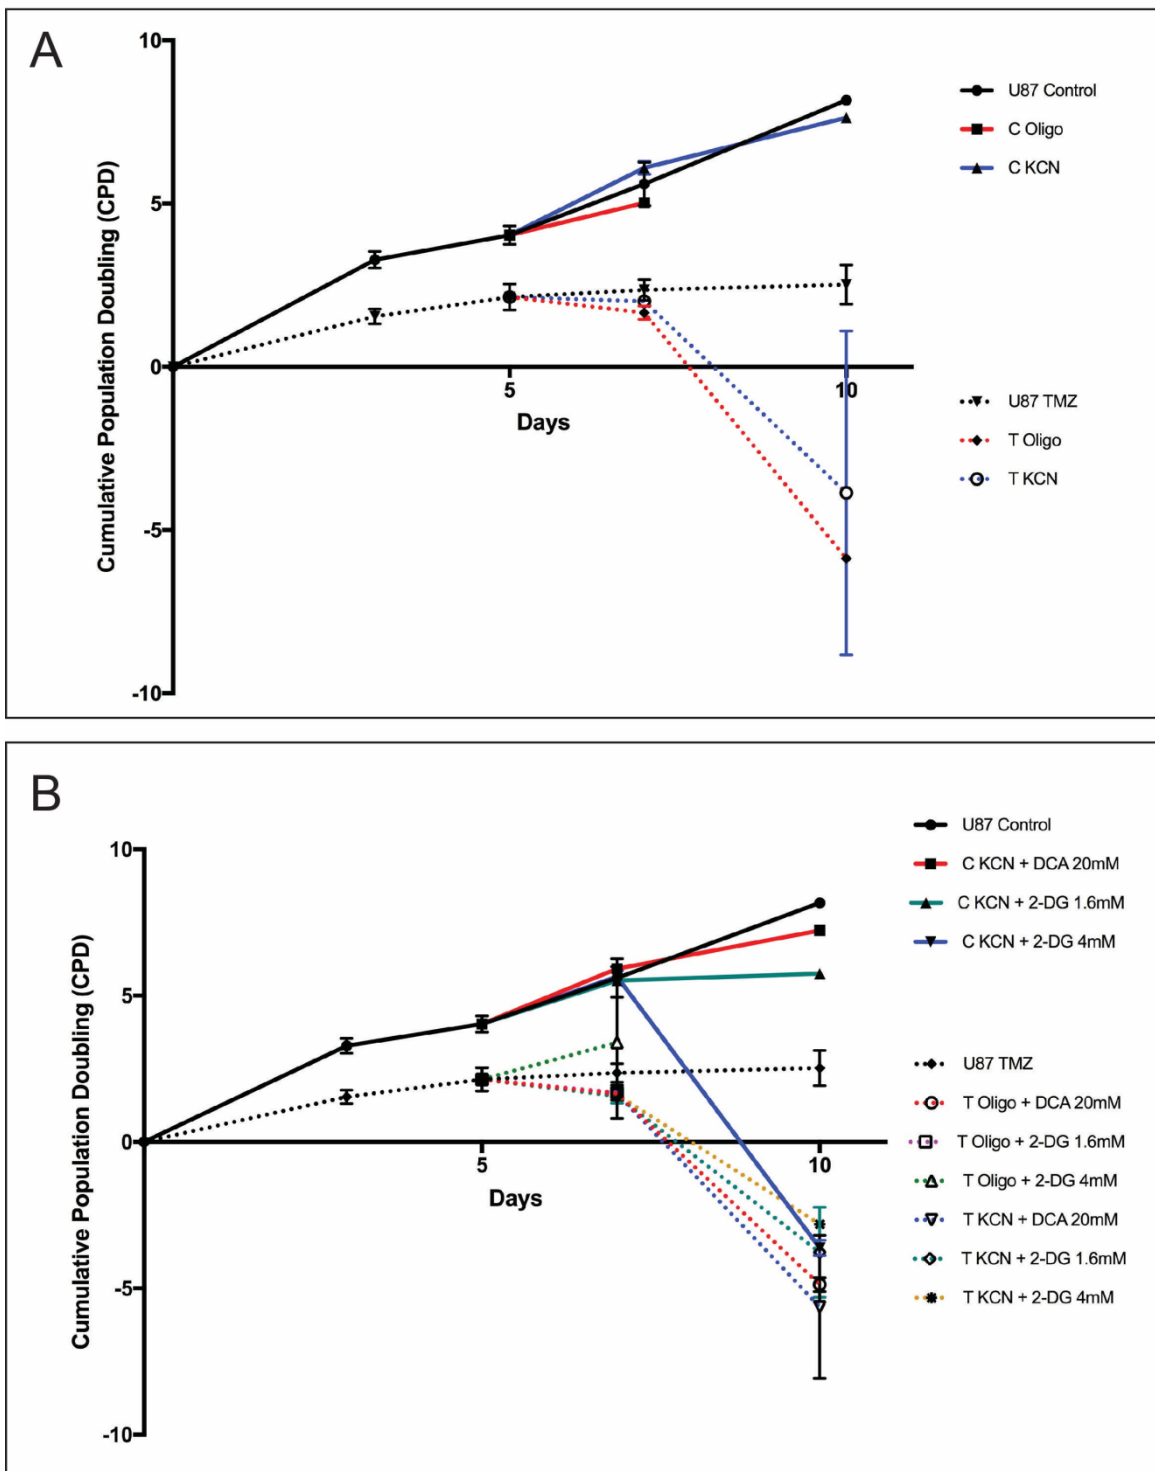 A
10
5
0
-5
-10
Cumulative Population Doubling (CPD)
5
10
Days
U87 Control
C Oligo
C KCN
U87 TMZ
T Oligo
T KCN
B
10
5
0
-5
-10
Cumulative Population Doubling (CPD)
5
10
Days
U87 Control
C KCN + DCA 20mM
C KCN + 2-DG 1.6mM
C KCN + 2-DG 4mM
U87 TMZ
T Oligo + DCA 20mM
T Oligo + 2-DG 1.6mM
T Oligo + 2-DG 4mM
T KCN + DCA 20mM
T KCN + 2-DG 1.6mM
T KCN + 2-DG 4mM